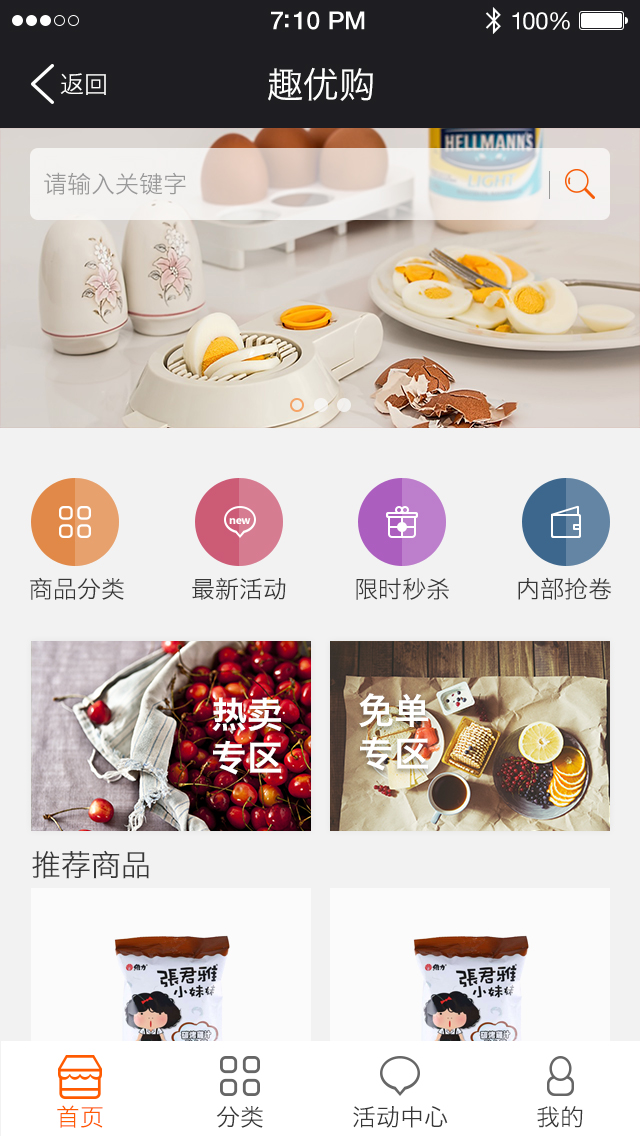 7:10 PM
100%
返回
趣优购
HELLMANN'S
LIGHT
请输入关键字
new
商品分类
最新活动
限时秒杀
内部抢卷
热卖
专区
免单
专区
推荐商品
張君雅
小妹妹
張君雅
小妹妹
首页
分类
活动中心
我的